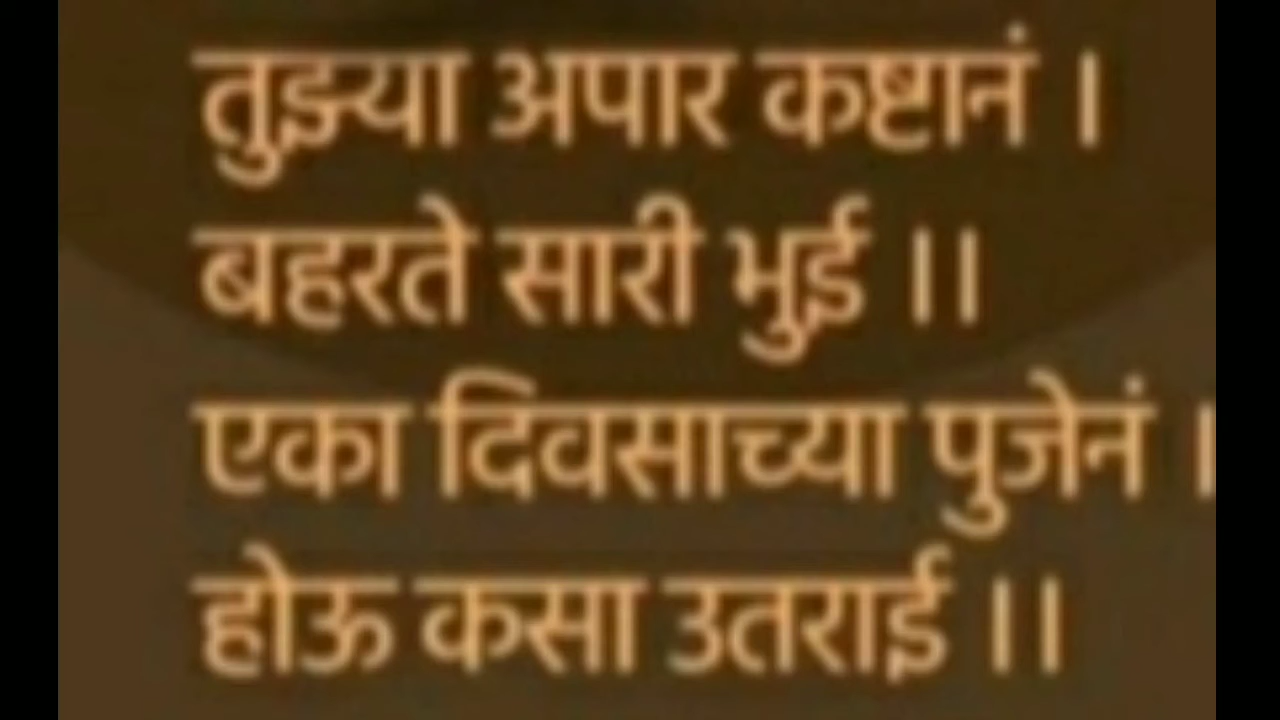 तुझ्या अपार कष्टानं ।
बहरते सारी भुई ।।
एका दिवसाच्या पुजेनं ।
होऊ कसा उतराई ।।